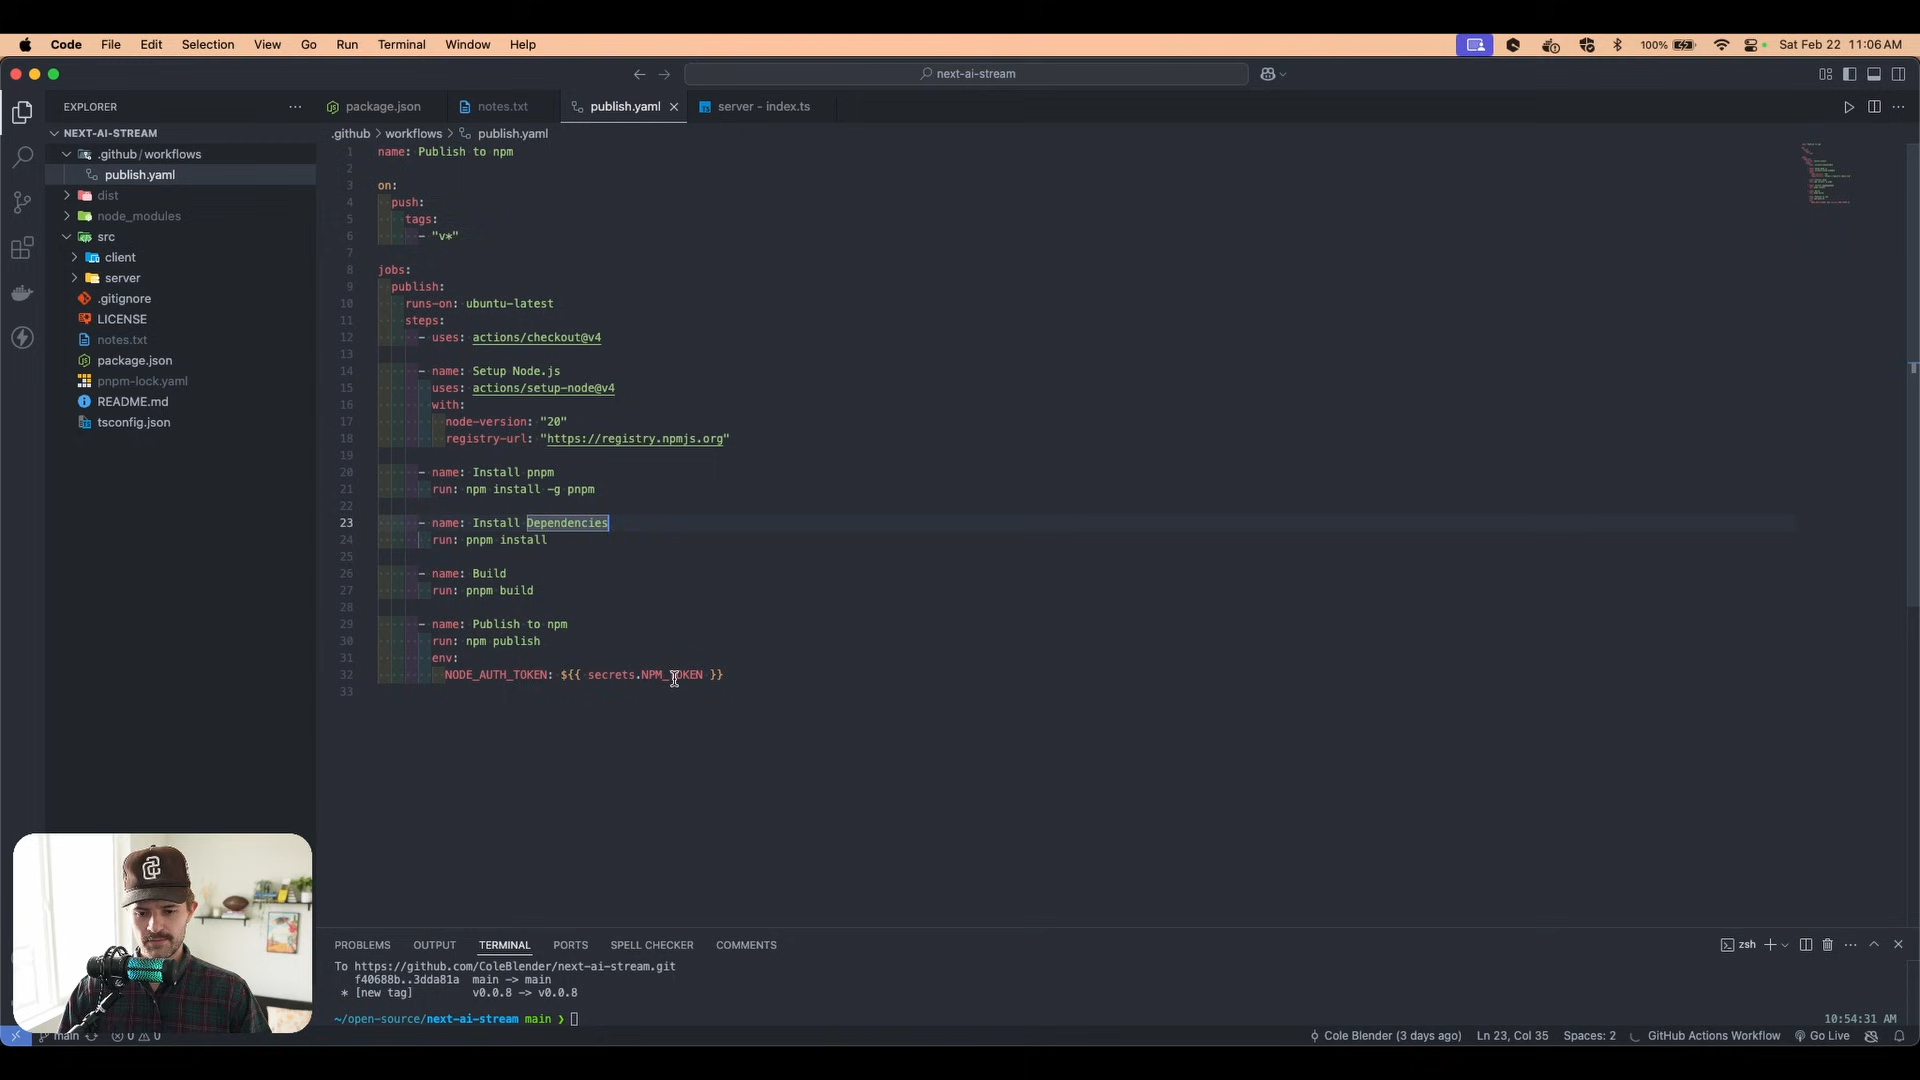 Code File Edit Selection View Go Run Terminal Window Help
100% Sat Feb 22 11:06 AM
next-ai-stream
EXPLORER
NEXT-AI-STREAM
.github/workflows
publish.yaml
dist
node_modules
src
client
server
.gitignore
LICENSE
notes.txt
package.json
pnpm-lock.yaml
README.md
tsconfig.json
package.json notes.txt publish.yaml server - index.ts
.github > workflows > publish.yaml
1 name: Publish to npm
2
3 on:
4 push:
5 tags:
6 - "v*"
7
8 jobs:
9 publish:
10 runs-on: ubuntu-latest
11 steps:
12 - uses: actions/checkout@v4
13
14 - name: Setup Node.js
15 uses: actions/setup-node@v4
16 with:
17 node-version: "20"
18 registry-url: "https://registry.npmjs.org"
19
20 - name: Install pnpm
21 run: npm install -g pnpm
22
23 - name: Install Dependencies
24 run: pnpm install
25
26 - name: Build
27 run: pnpm build
28
29 - name: Publish to npm
30 run: npm publish
31 env:
32 NODE_AUTH_TOKEN: ${{ secrets.NPM_TOKEN }}
33
PROBLEMS OUTPUT TERMINAL PORTS SPELL CHECKER COMMENTS
zsh
To https://github.com/ColeBlender/next-ai-stream.git
f40688b..3dda81a main -> main
* [new tag] v0.0.8 -> v0.0.8
~/open-source/next-ai-stream main ❯
10:54:31 AM
main 0 0 Cole Blender (3 days ago) Ln 23, Col 35 Spaces: 2 GitHub Actions Workflow Go Live